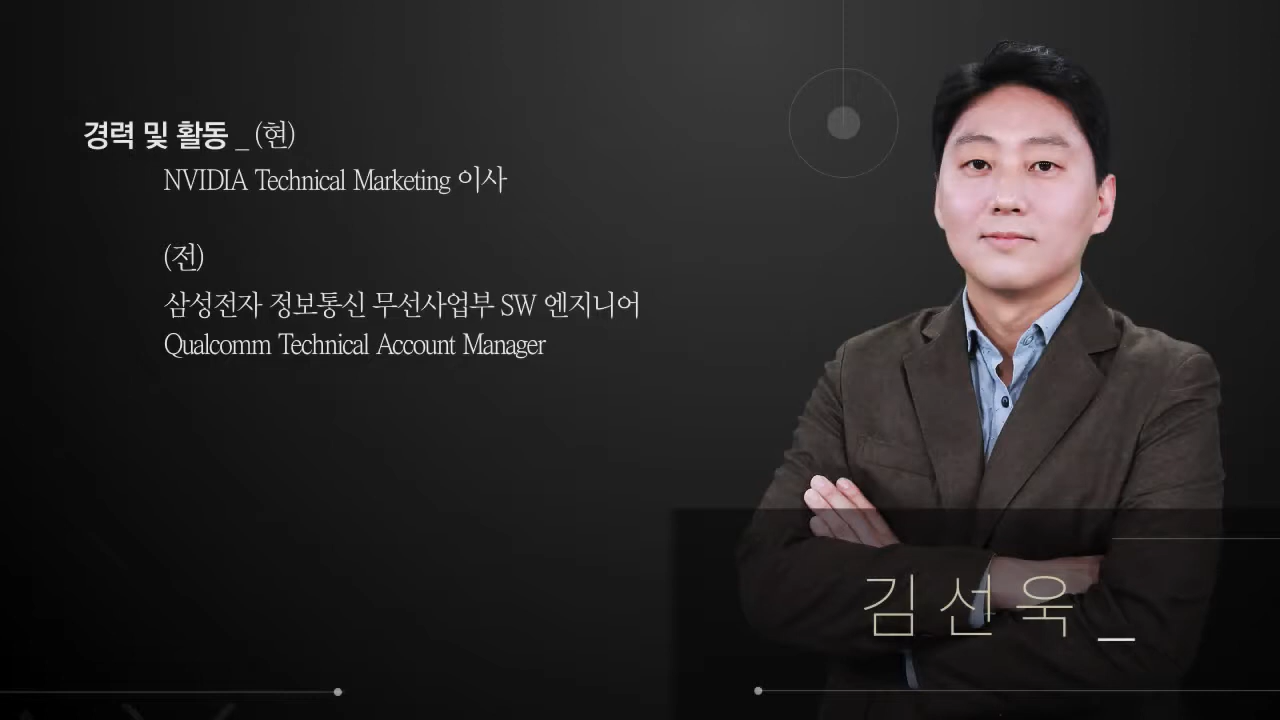 경력 및 활동 _ (현)
NVIDIA Technical Marketing 이사
(전)
삼성전자 정보통신 무선사업부 SW 엔지니어
Qualcomm Technical Account Manager
김선욱 _